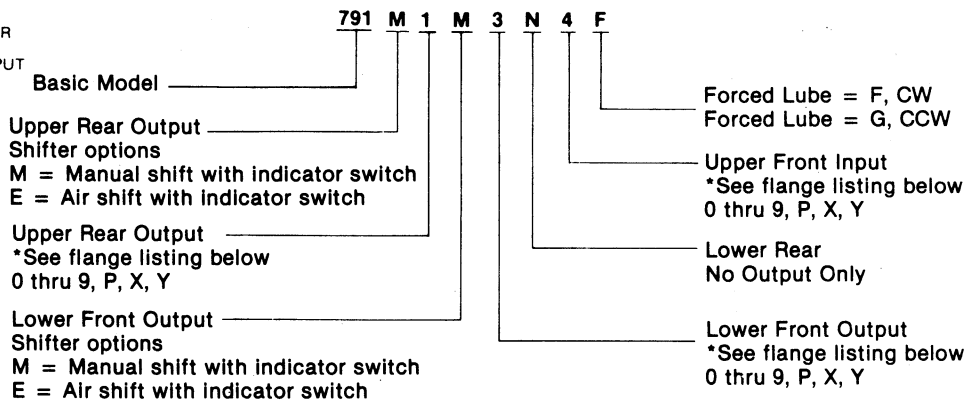 791 M 1 M 3 N 4 F
R
PUT
Basic Model
Upper Rear Output
Shifter options
M = Manual shift with indicator switch
E = Air shift with indicator switch
Upper Rear Output
*See flange listing below
0 thru 9, P, X, Y
Lower Front Output
Shifter options
M = Manual shift with indicator switch
E = Air shift with indicator switch
Forced Lube = F, CW
Forced Lube = G, CCW
Upper Front Input
*See flange listing below
0 thru 9, P, X, Y
Lower Rear
No Output Only
Lower Front Output
*See flange listing below
0 thru 9, P, X, Y